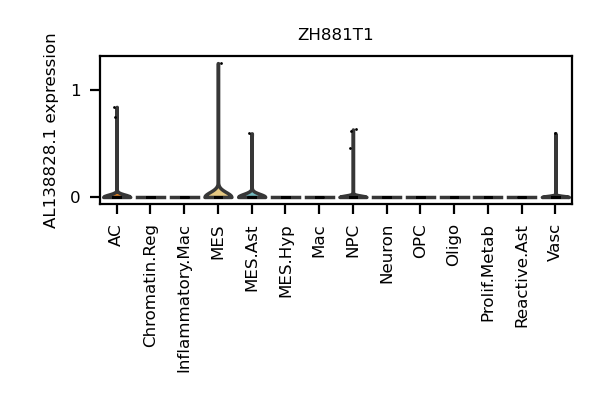 ZH881T1
AL138828.1 expression
1
0
AC
Chromatin.Reg
Inflammatory.Mac
MES
MES.Ast
MES.Hyp
Mac
NPC
Neuron
OPC
Oligo
Prolif.Metab
Reactive.Ast
Vasc